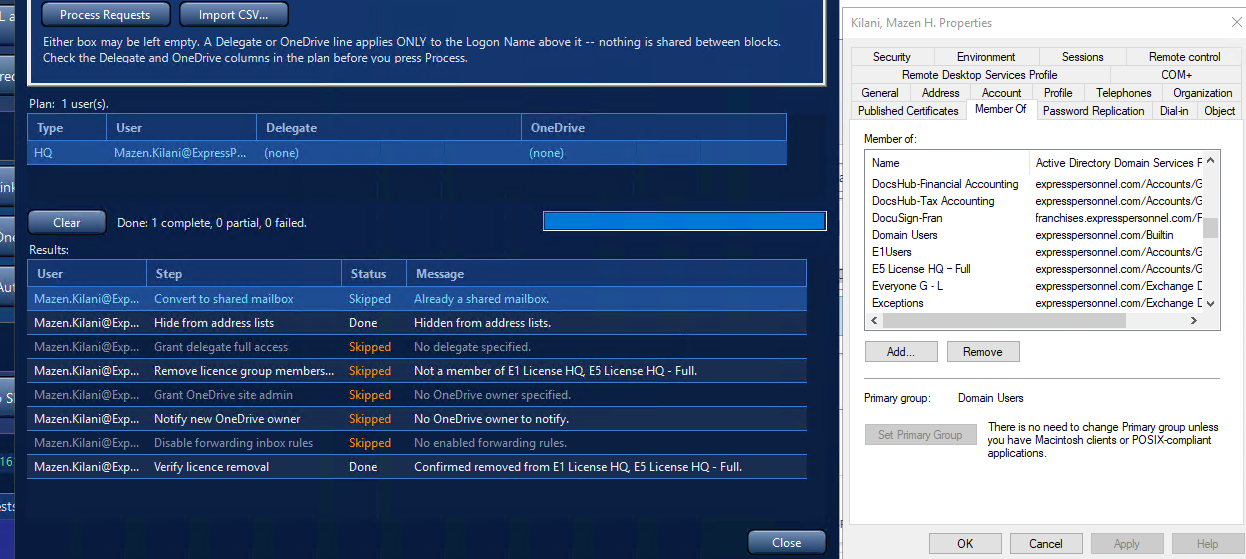 Process Requests
Import CSV...
Either box may be left empty. A Delegate or OneDrive line applies ONLY to the Logon Name above it -- nothing is shared between blocks.
Check the Delegate and OneDrive columns in the plan before you press Process.
Plan: 1 user(s).
Type User Delegate OneDrive
HQ Mazen.Kilani@ExpressP... (none) (none)
Clear
Done: 1 complete, 0 partial, 0 failed.
Results:
User Step Status Message
Mazen.Kilani@Exp... Convert to shared mailbox Skipped Already a shared mailbox.
Mazen.Kilani@Exp... Hide from address lists Done Hidden from address lists.
Mazen.Kilani@Exp... Grant delegate full access Skipped No delegate specified.
Mazen.Kilani@Exp... Remove licence group members... Skipped Not a member of E1 License HQ, E5 License HQ - Full.
Mazen.Kilani@Exp... Grant OneDrive site admin Skipped No OneDrive owner specified.
Mazen.Kilani@Exp... Notify new OneDrive owner Skipped No OneDrive owner to notify.
Mazen.Kilani@Exp... Disable forwarding inbox rules Skipped No enabled forwarding rules.
Mazen.Kilani@Exp... Verify licence removal Done Confirmed removed from E1 License HQ, E5 License HQ - Full.
Close
Kilani, Mazen H. Properties
Security Environment Sessions Remote control
Remote Desktop Services Profile COM+
General Address Account Profile Telephones Organization
Published Certificates Member Of Password Replication Dial-in Object
Member of:
Name Active Directory Domain Services F
DocsHub-Financial Accounting expresspersonnel.com/Accounts/G
DocsHub-Tax Accounting expresspersonnel.com/Accounts/G
DocuSign-Fran franchises.expresspersonnel.com/F
Domain Users expresspersonnel.com/Builtin
E1Users expresspersonnel.com/Accounts/G
E5 License HQ – Full expresspersonnel.com/Accounts/G
Everyone G - L expresspersonnel.com/Exchange D
Exceptions expresspersonnel.com/Exchange D
Add...
Remove
Primary group: Domain Users
Set Primary Group
There is no need to change Primary group unless
you have Macintosh clients or POSIX-compliant
applications.
OK
Cancel
Apply
Help